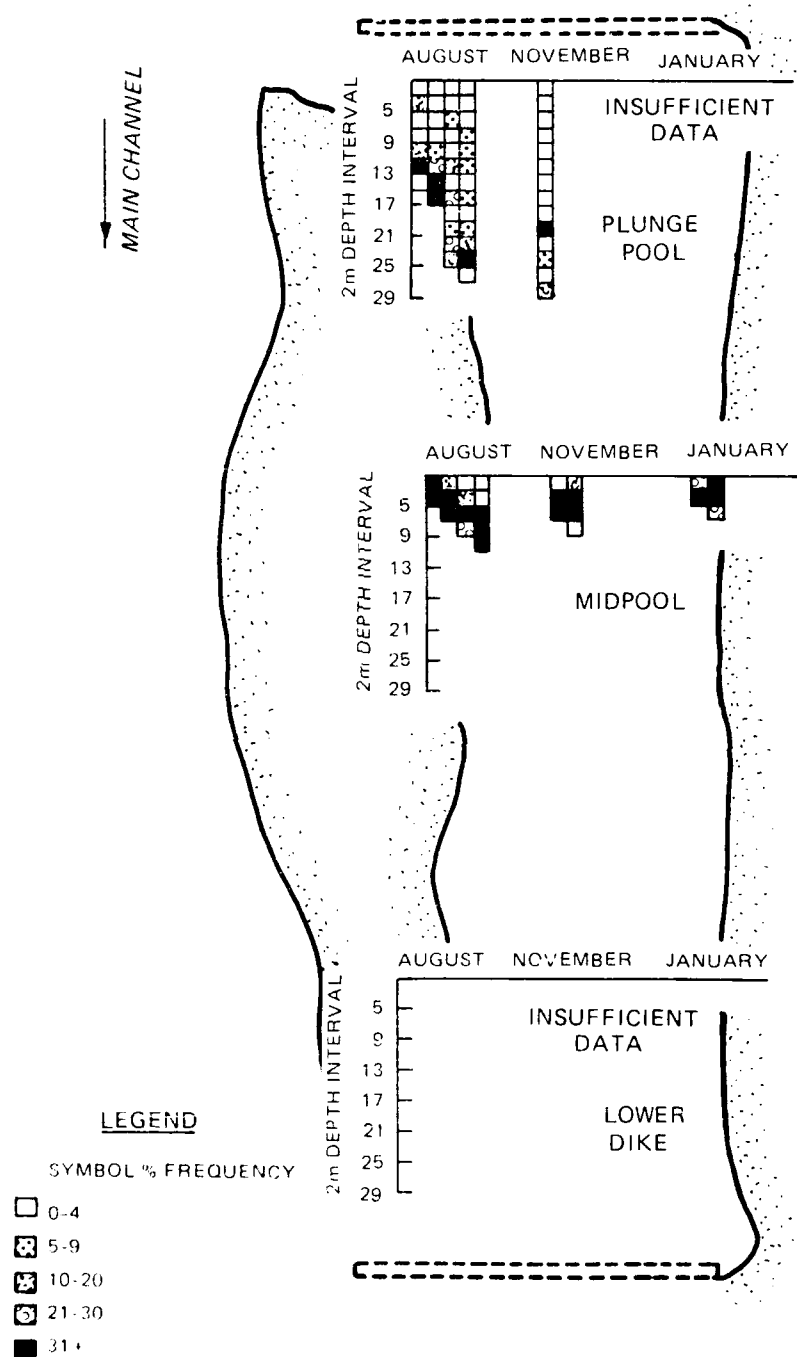 MAIN CHANNEL
AUGUST NOVEMBER JANUARY
2m DEPTH INTERVAL
5
9
13
17
21
25
29
INSUFFICIENT
DATA
PLUNGE
POOL
AUGUST NOVEMBER JANUARY
2m DEPTH INTERVAL
5
9
13
17
21
25
29
MIDPOOL
AUGUST NOVEMBER JANUARY
2m DEPTH INTERVAL
5
9
13
17
21
25
29
INSUFFICIENT
DATA
LOWER
DIKE
LEGEND
SYMBOL % FREQUENCY
0-4
5-9
10-20
21-30
31+